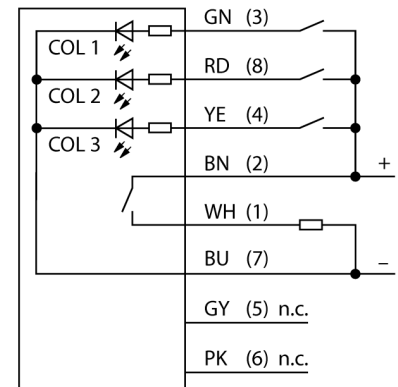 GN (3)
COL 1
RD (8)
COL 2
YE (4)
COL 3
BN (2)
+
WH (1)
BU (7)
–
GY (5) n.c.
PK (6) n.c.